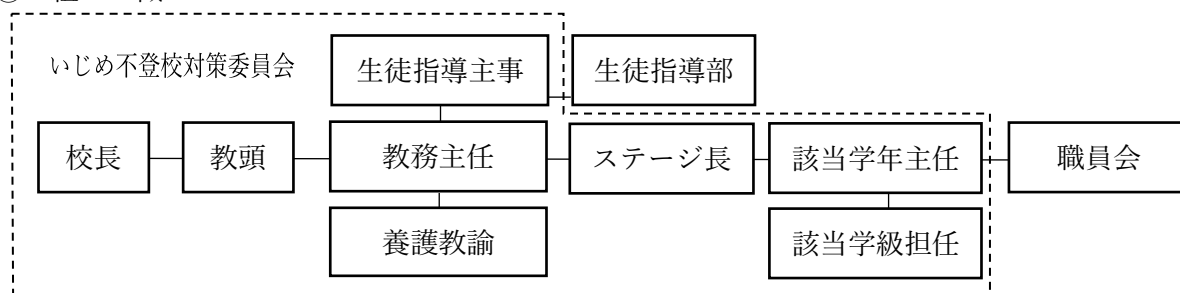 いじめ不登校対策委員会
生徒指導主事
生徒指導部
校長
教頭
教務主任
ステージ長
該当学年主任
職員会
養護教諭
該当学級担任